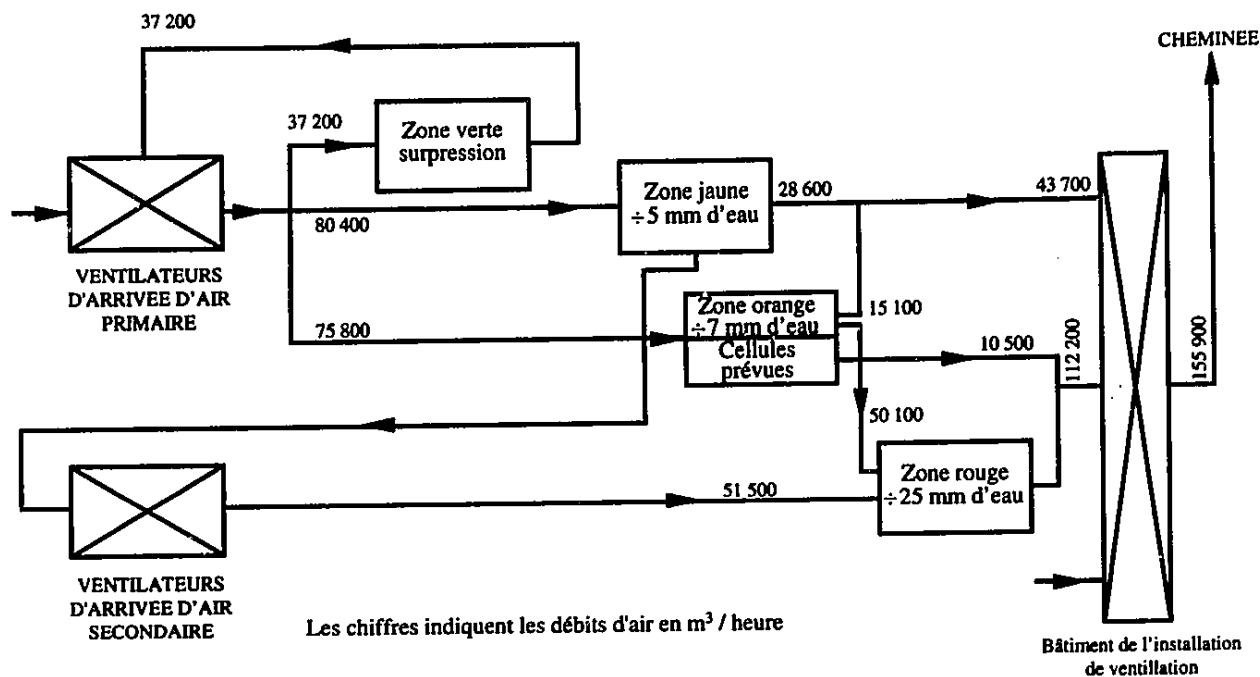 37 200
CHEMINEE
37 200
Zone verte
surpression
Zone jaune
÷5 mm d'eau
28 600
43 700
80 400
VENTILATEURS
D'ARRIVEE D'AIR
PRIMAIRE
Zone orange
÷7 mm d'eau
Cellules
prévues
15 100
75 800
10 500
112 200
155 900
50 100
Zone rouge
÷25 mm d'eau
51 500
VENTILATEURS
D'ARRIVEE D'AIR
SECONDAIRE
Les chiffres indiquent les débits d'air en m³ / heure
Bâtiment de l'installation
de ventillation